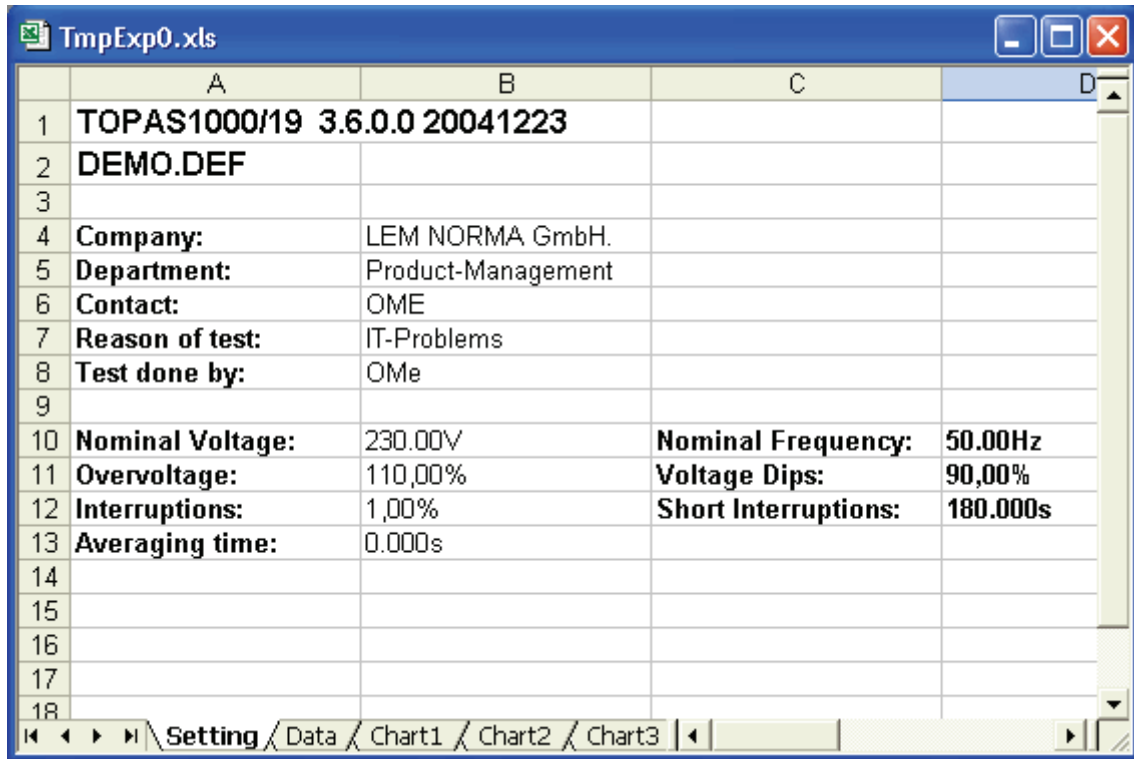 TmpExp0.xls
A B C D
1 TOPAS1000/19 3.6.0.0 20041223
2 DEMO.DEF
3
4 Company: LEM NORMA GmbH.
5 Department: Product-Management
6 Contact: OME
7 Reason of test: IT-Problems
8 Test done by: OMe
9
10 Nominal Voltage: 230.00V Nominal Frequency: 50.00Hz
11 Overvoltage: 110,00% Voltage Dips: 90,00%
12 Interruptions: 1,00% Short Interruptions: 180.000s
13 Averaging time: 0.000s
14
15
16
17
18
Setting Data Chart1 Chart2 Chart3